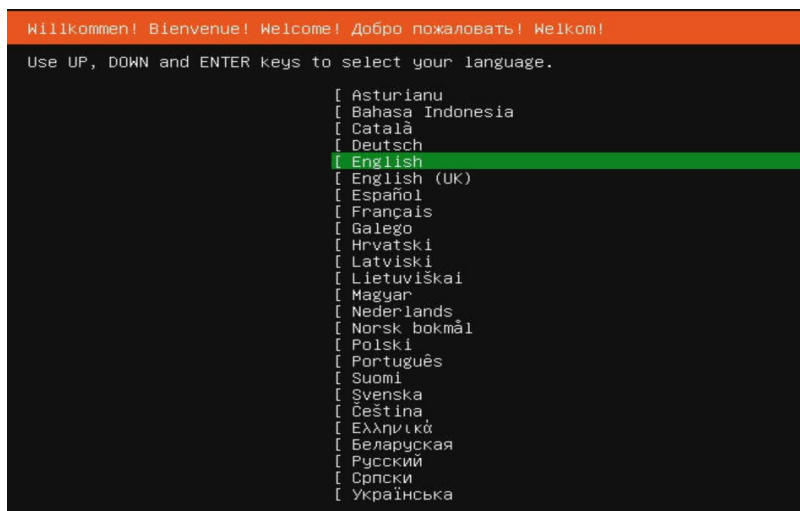 Willkommen! Bienvenue! Welcome! Добро пожаловать! Welkom!
Use UP, DOWN and ENTER keys to select your language.
[ Asturianu
[ Bahasa Indonesia
[ Català
[ Deutsch
[ English
[ English (UK)
[ Español
[ Français
[ Galego
[ Hrvatski
[ Latviski
[ Lietuviškai
[ Magyar
[ Nederlands
[ Norsk bokmål
[ Polski
[ Português
[ Suomi
[ Svenska
[ Čeština
[ Ελληνικά
[ Беларуская
[ Русский
[ Српски
[ Українська